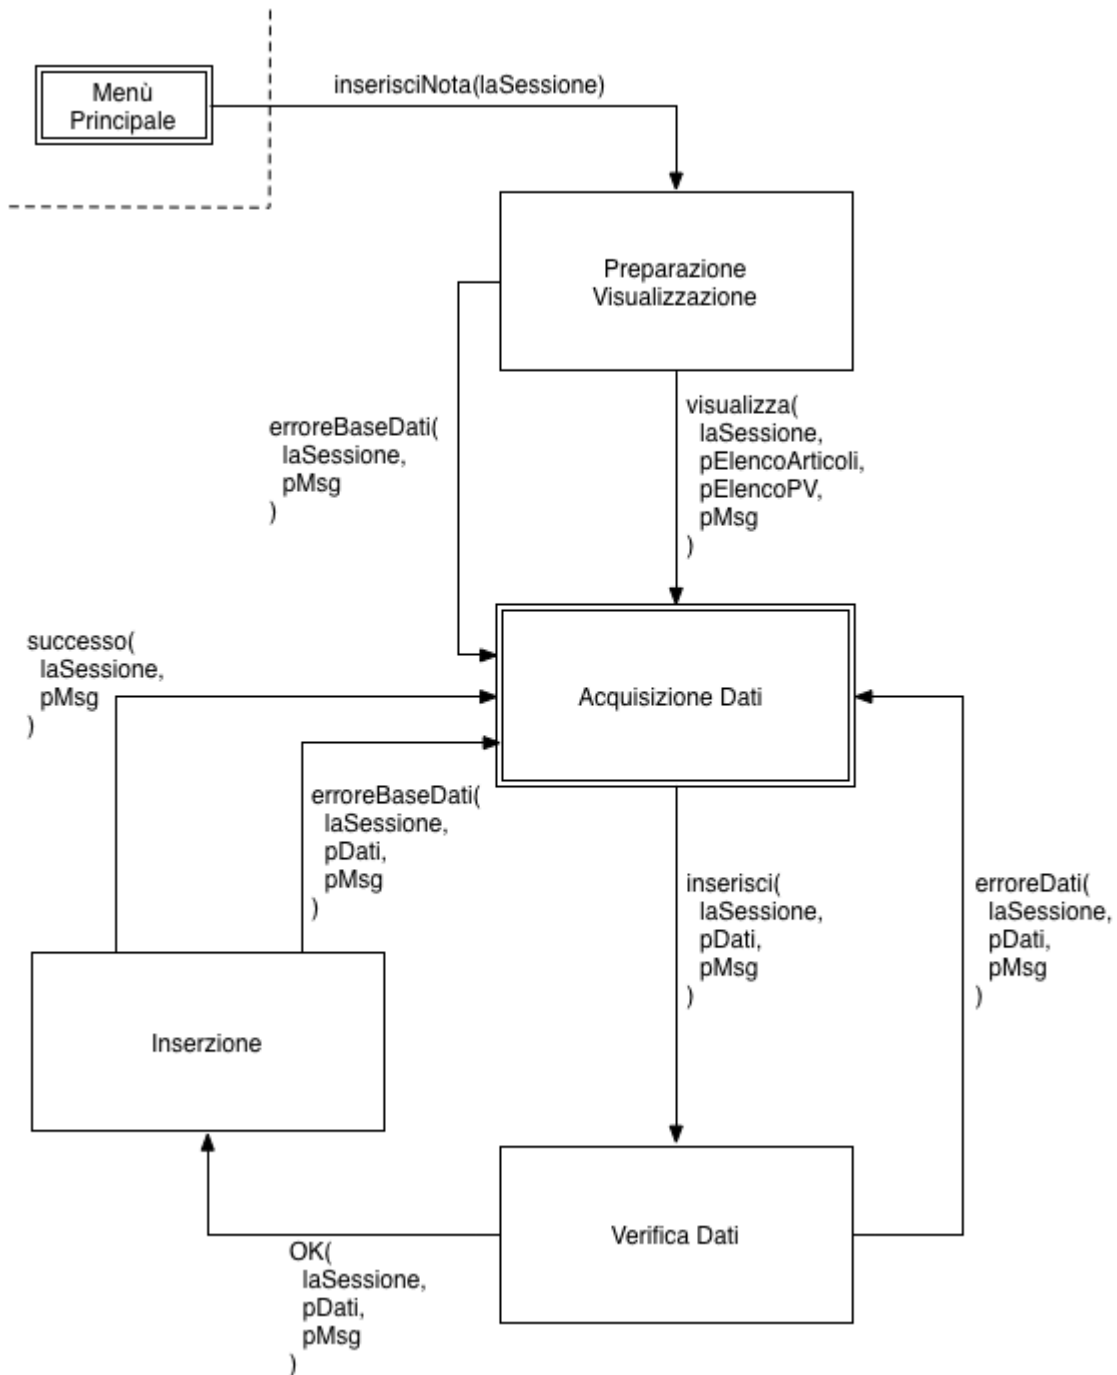 Menù
Principale
inserisciNota(laSessione)
Preparazione
Visualizzazione
erroreBaseDati(
laSessione,
pMsg
)
visualizza(
laSessione,
pElencoArticoli,
pElencoPV,
pMsg
)
successo(
laSessione,
pMsg
)
Acquisizione Dati
erroreBaseDati(
laSessione,
pDati,
pMsg
)
inserisci(
laSessione,
pDati,
pMsg
)
erroreDati(
laSessione,
pDati,
pMsg
)
Inserzione
Verifica Dati
OK(
laSessione,
pDati,
pMsg
)